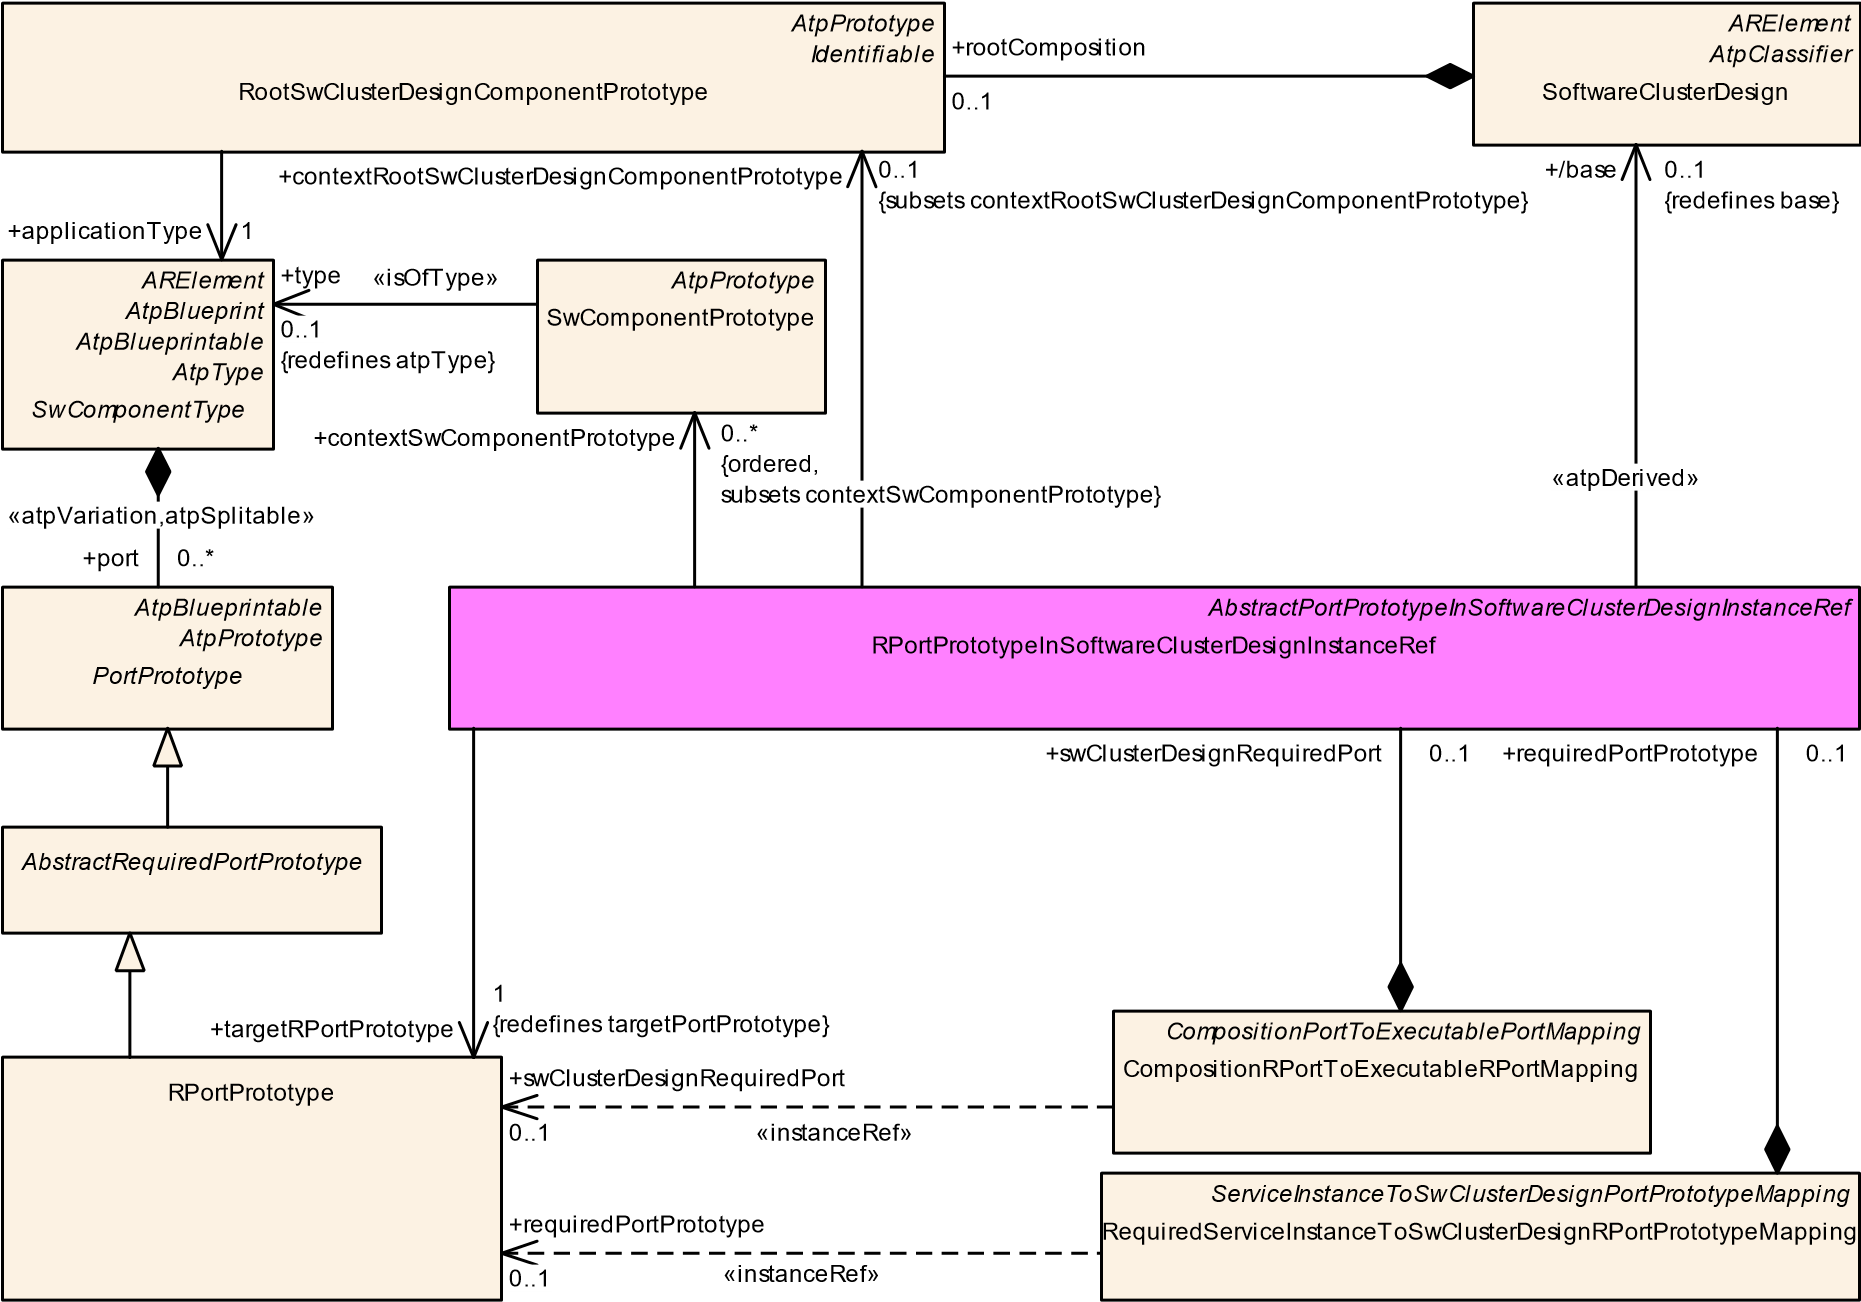 AtpPrototype
Identifiable
RootSwClusterDesignComponentPrototype
+rootComposition
0..1
ARElement
AtpClassifier
SoftwareClusterDesign
+contextRootSwClusterDesignComponentPrototype
0..1
{subsets contextRootSwClusterDesignComponentPrototype}
+/base
0..1
{redefines base}
+applicationType
1
ARElement
AtpBlueprint
AtpBlueprintable
AtpType
SwComponentType
+type
«isOfType»
0..1
{redefines atpType}
AtpPrototype
SwComponentPrototype
+contextSwComponentPrototype
0..*
{ordered,
subsets contextSwComponentPrototype}
«atpDerived»
«atpVariation,atpSplitable»
+port
0..*
AtpBlueprintable
AtpPrototype
PortPrototype
AbstractPortPrototypeInSoftwareClusterDesignInstanceRef
RPortPrototypeInSoftwareClusterDesignInstanceRef
+swClusterDesignRequiredPort
0..1
+requiredPortPrototype
0..1
AbstractRequiredPortPrototype
1
+targetRPortPrototype
{redefines targetPortPrototype}
RPortPrototype
+swClusterDesignRequiredPort
0..1
«instanceRef»
CompositionPortToExecutablePortMapping
CompositionRPortToExecutableRPortMapping
+requiredPortPrototype
0..1
«instanceRef»
ServiceInstanceToSwClusterDesignPortPrototypeMapping
RequiredServiceInstanceToSwClusterDesignRPortPrototypeMapping